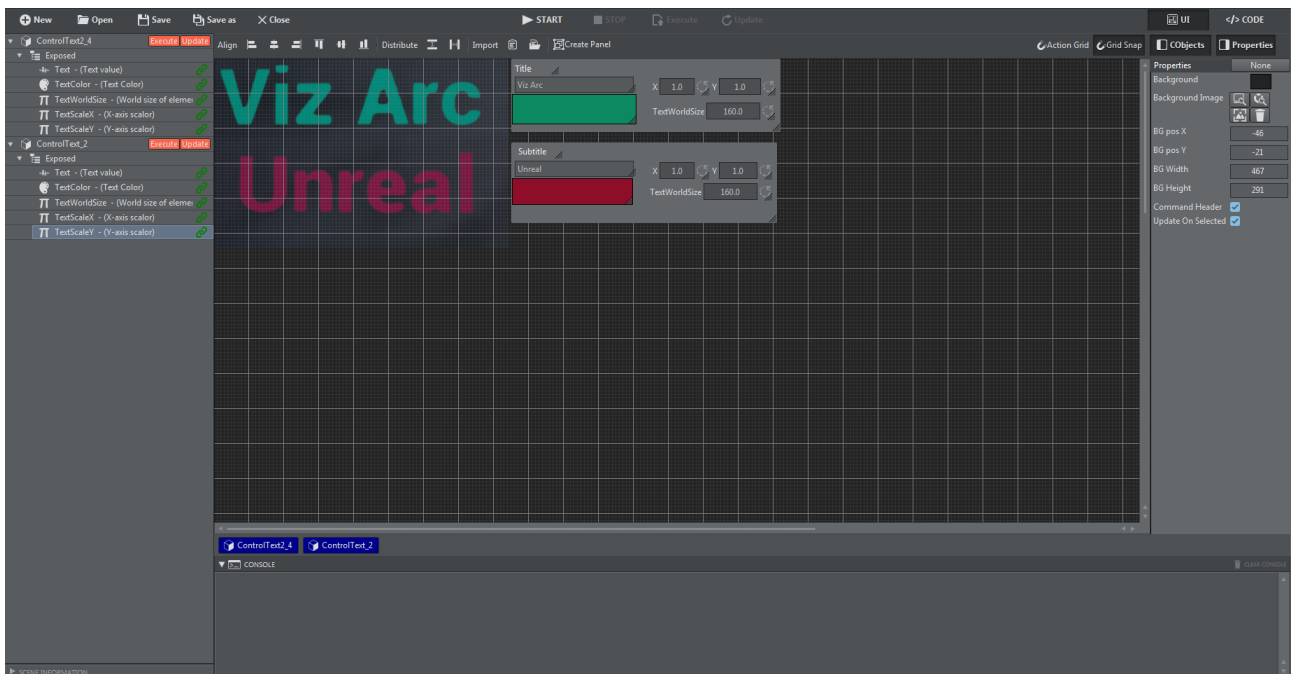 New Open Save Save as Close START STOP Execute Update UI </> CODE
ControlText2_4 Execute Update
Exposed
Text - (Text value)
TextColor - (Text Color)
TextWorldSize - (World size of eleme
TextScaleX - (X-axis scalor)
TextScaleY - (Y-axis scalor)
ControlText_2 Execute Update
Exposed
Text - (Text value)
TextColor - (Text Color)
TextWorldSize - (World size of eleme
TextScaleX - (X-axis scalor)
TextScaleY - (Y-axis scalor)
SCENE INFORMATION
Align Distribute Import Create Panel Action Grid Grid Snap CObjects Properties
Viz Arc
Unreal
Title
Viz Arc X 1.0 Y 1.0
TextWorldSize 160.0
Subtitle
Unreal X 1.0 Y 1.0
TextWorldSize 160.0
Properties None
Background
Background Image
BG pos X -46
BG pos Y -21
BG Width 467
BG Height 291
Command Header
Update On Selected
ControlText2_4 ControlText_2
CONSOLE CLEAR CONSOLE